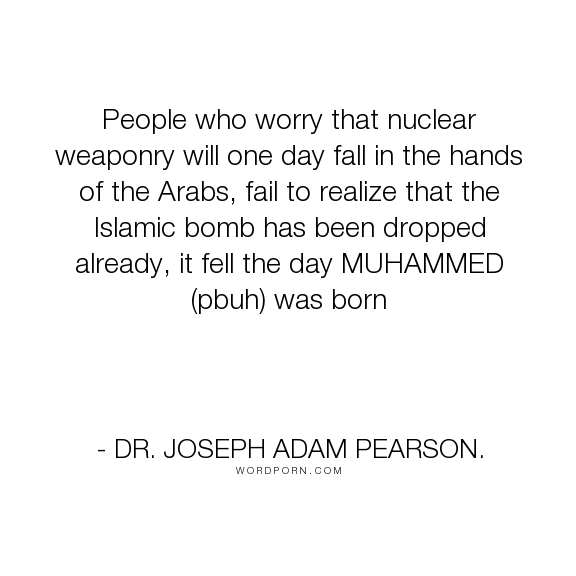 People who worry that nuclear
weaponry will one day fall in the hands
of the Arabs, fail to realize that the
Islamic bomb has been dropped
already, it fell the day MUHAMMED
(pbuh) was born
- DR. JOSEPH ADAM PEARSON.
WORDPORN.COM